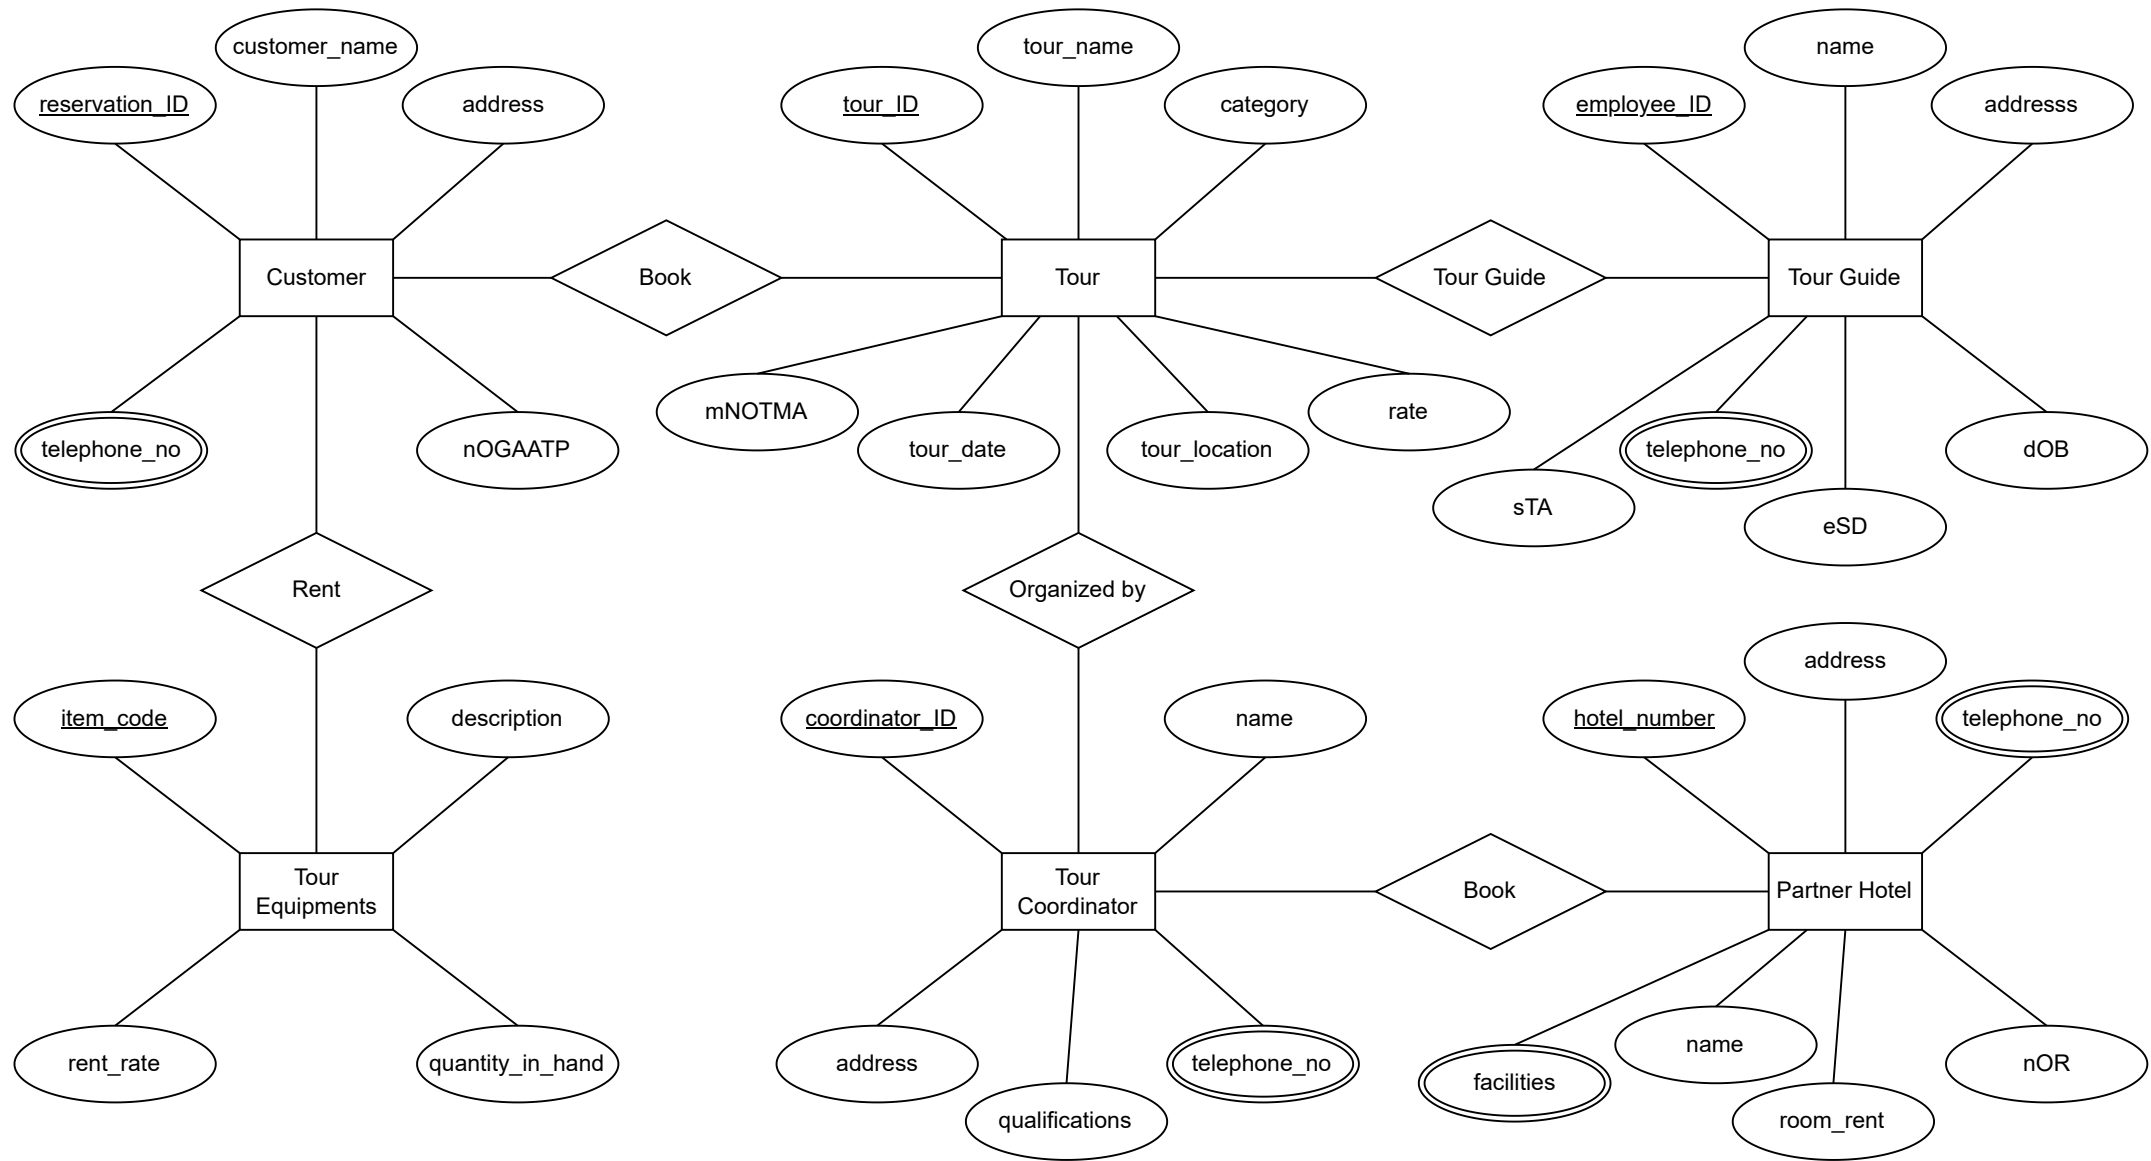 customer_name
tour_name
name
reservation_ID
address
tour_ID
category
employee_ID
addresss
Customer
Book
Tour
Tour Guide
Tour Guide
mNOTMA
rate
telephone_no
nOGAATP
tour_date
tour_location
telephone_no
dOB
sTA
eSD
Rent
Organized by
address
item_code
description
coordinator_ID
name
hotel_number
telephone_no
Tour
Equipments
Tour
Coordinator
Book
Partner Hotel
rent_rate
quantity_in_hand
address
telephone_no
name
nOR
facilities
qualifications
room_rent